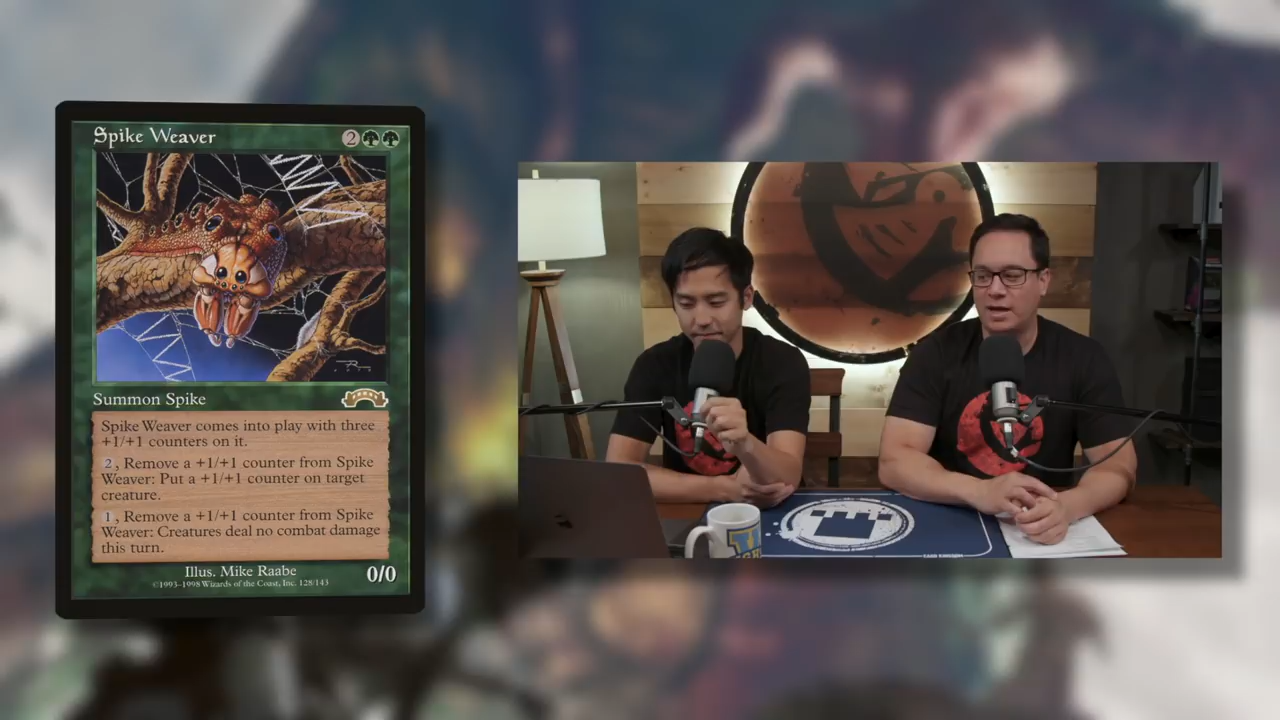 Spike Weaver 2
Summon Spike
Spike Weaver comes into play with three
+1/+1 counters on it.
2, Remove a +1/+1 counter from Spike
Weaver: Put a +1/+1 counter on target
creature.
1, Remove a +1/+1 counter from Spike
Weaver: Creatures deal no combat damage
this turn.
Illus. Mike Raabe
0/0
©1993–1998 Wizards of the Coast, Inc. 128/143
CARD KINGDOM